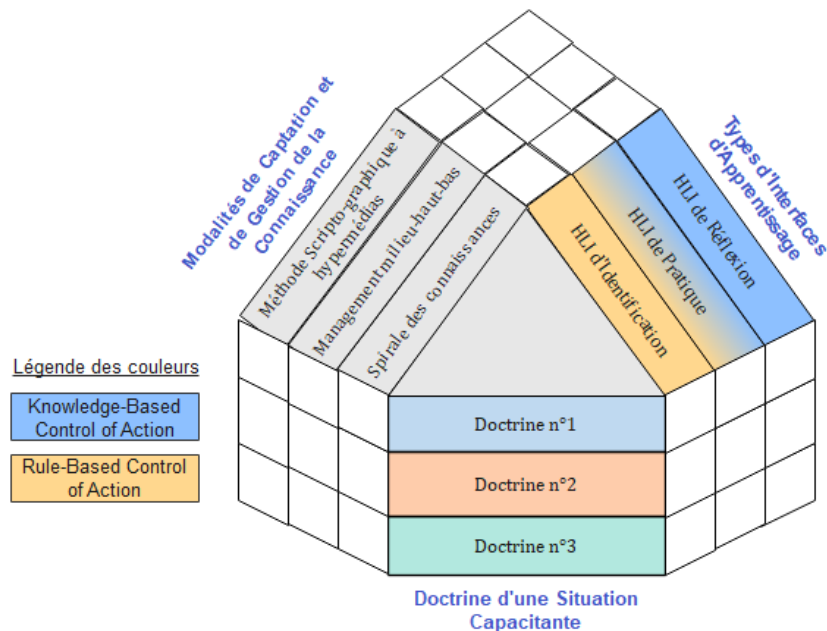 Modalités de Captation et
de Gestion de la
Connaissance
Types d'Interfaces
d'Apprentissage
Méthode Scripto-graphique à
hypermédias
Management milieu-haut-bas
Spirale des connaissances
HLI d'Identification
HLI de Pratique
HLI de Réflexion
Légende des couleurs
Knowledge-Based
Control of Action
Rule-Based Control
of Action
Doctrine n°1
Doctrine n°2
Doctrine n°3
Doctrine d'une Situation
Capacitante